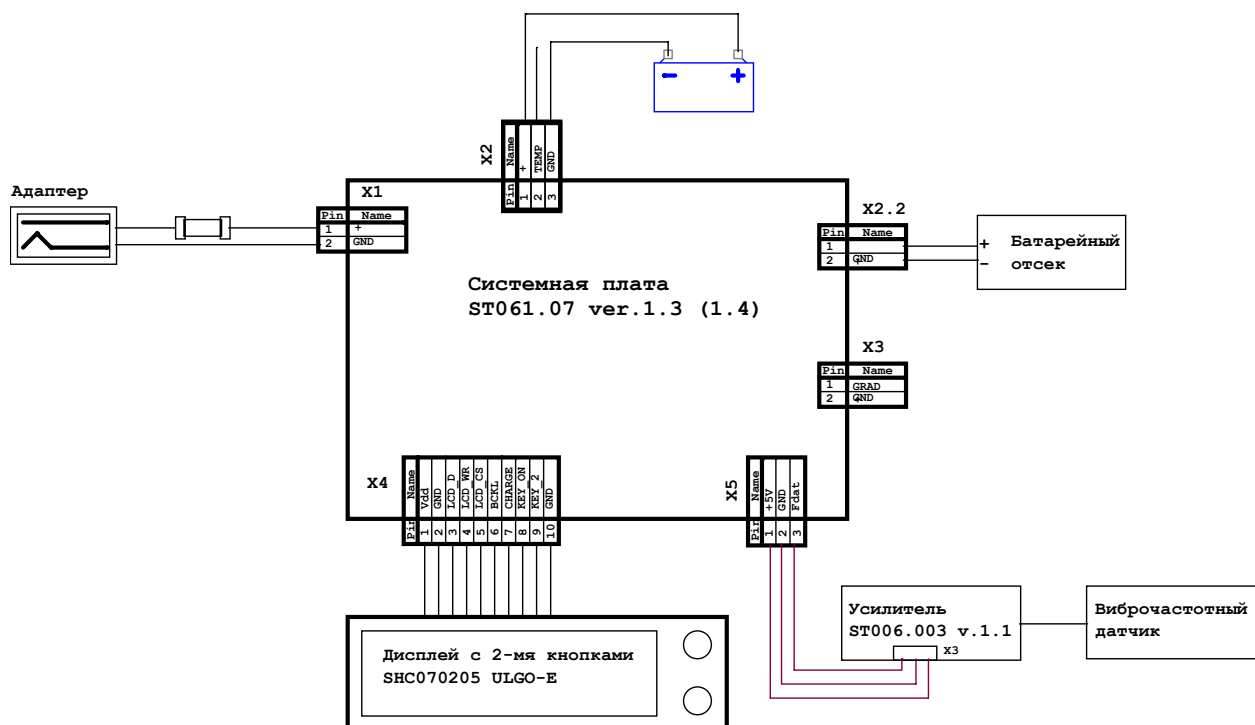 X2
Pin Name
1 +
2 TEMP
3 GND
- +
Адаптер
X1
Pin Name
1 +
2 GND
X2.2
Pin Name
1 +
2 GND
+
-
Батарейный
отсек
Системная плата
ST061.07 ver.1.3 (1.4)
X3
Pin Name
1 GRAD
2 GND
+
X4
Pin Name
1 Vdd
2 GND
3 LCD_D
4 LCD_WR
5 LCD_CS
6 BCKL
7 CHARGE
8 KEY_ON
9 KEY_2
10 GND
X5
Pin Name
1 +5V
2 GND
3 Fdat
Усилитель
ST006.003 v.1.1
X3
Виброчастотный
датчик
Дисплей с 2-мя кнопками
SHC070205 ULGO-E